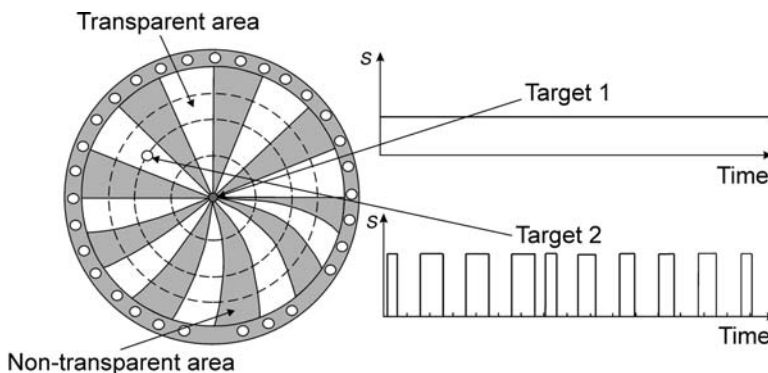 Transparent area
S
Target 1
Time
Target 2
S
Time
Non-transparent area